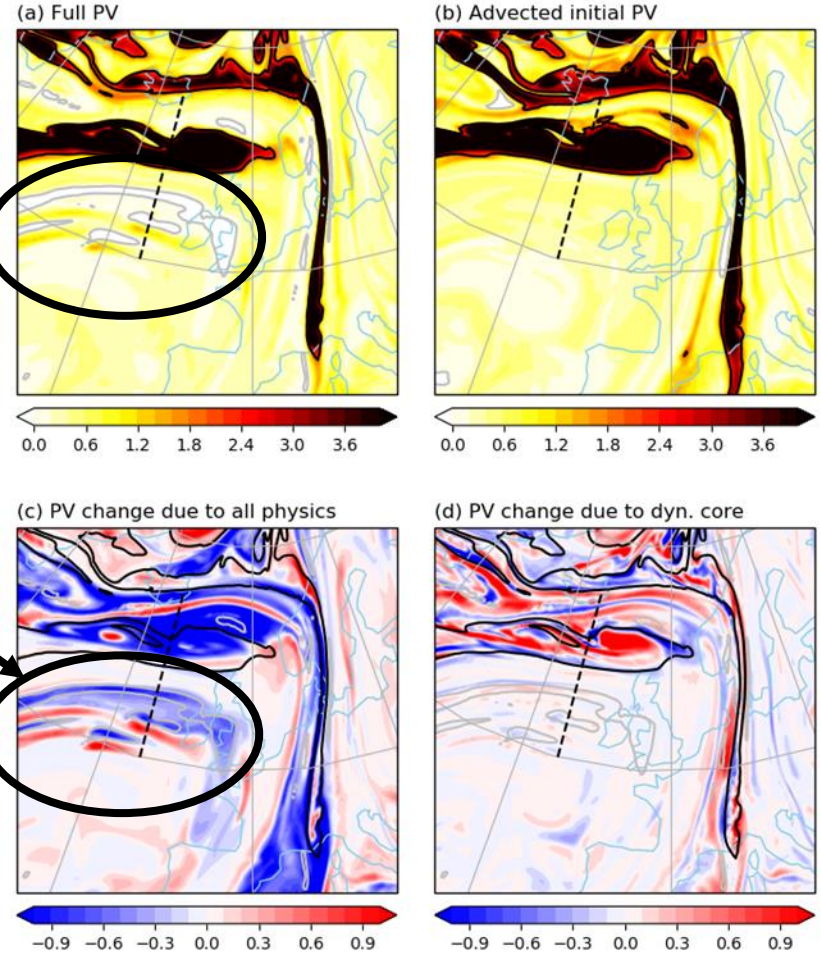 (a) Full PV
(b) Advected initial PV
0.0 0.6 1.2 1.8 2.4 3.0 3.6
0.0 0.6 1.2 1.8 2.4 3.0 3.6
(c) PV change due to all physics
(d) PV change due to dyn. core
−0.9 −0.6 −0.3 0.0 0.3 0.6 0.9
−0.9 −0.6 −0.3 0.0 0.3 0.6 0.9